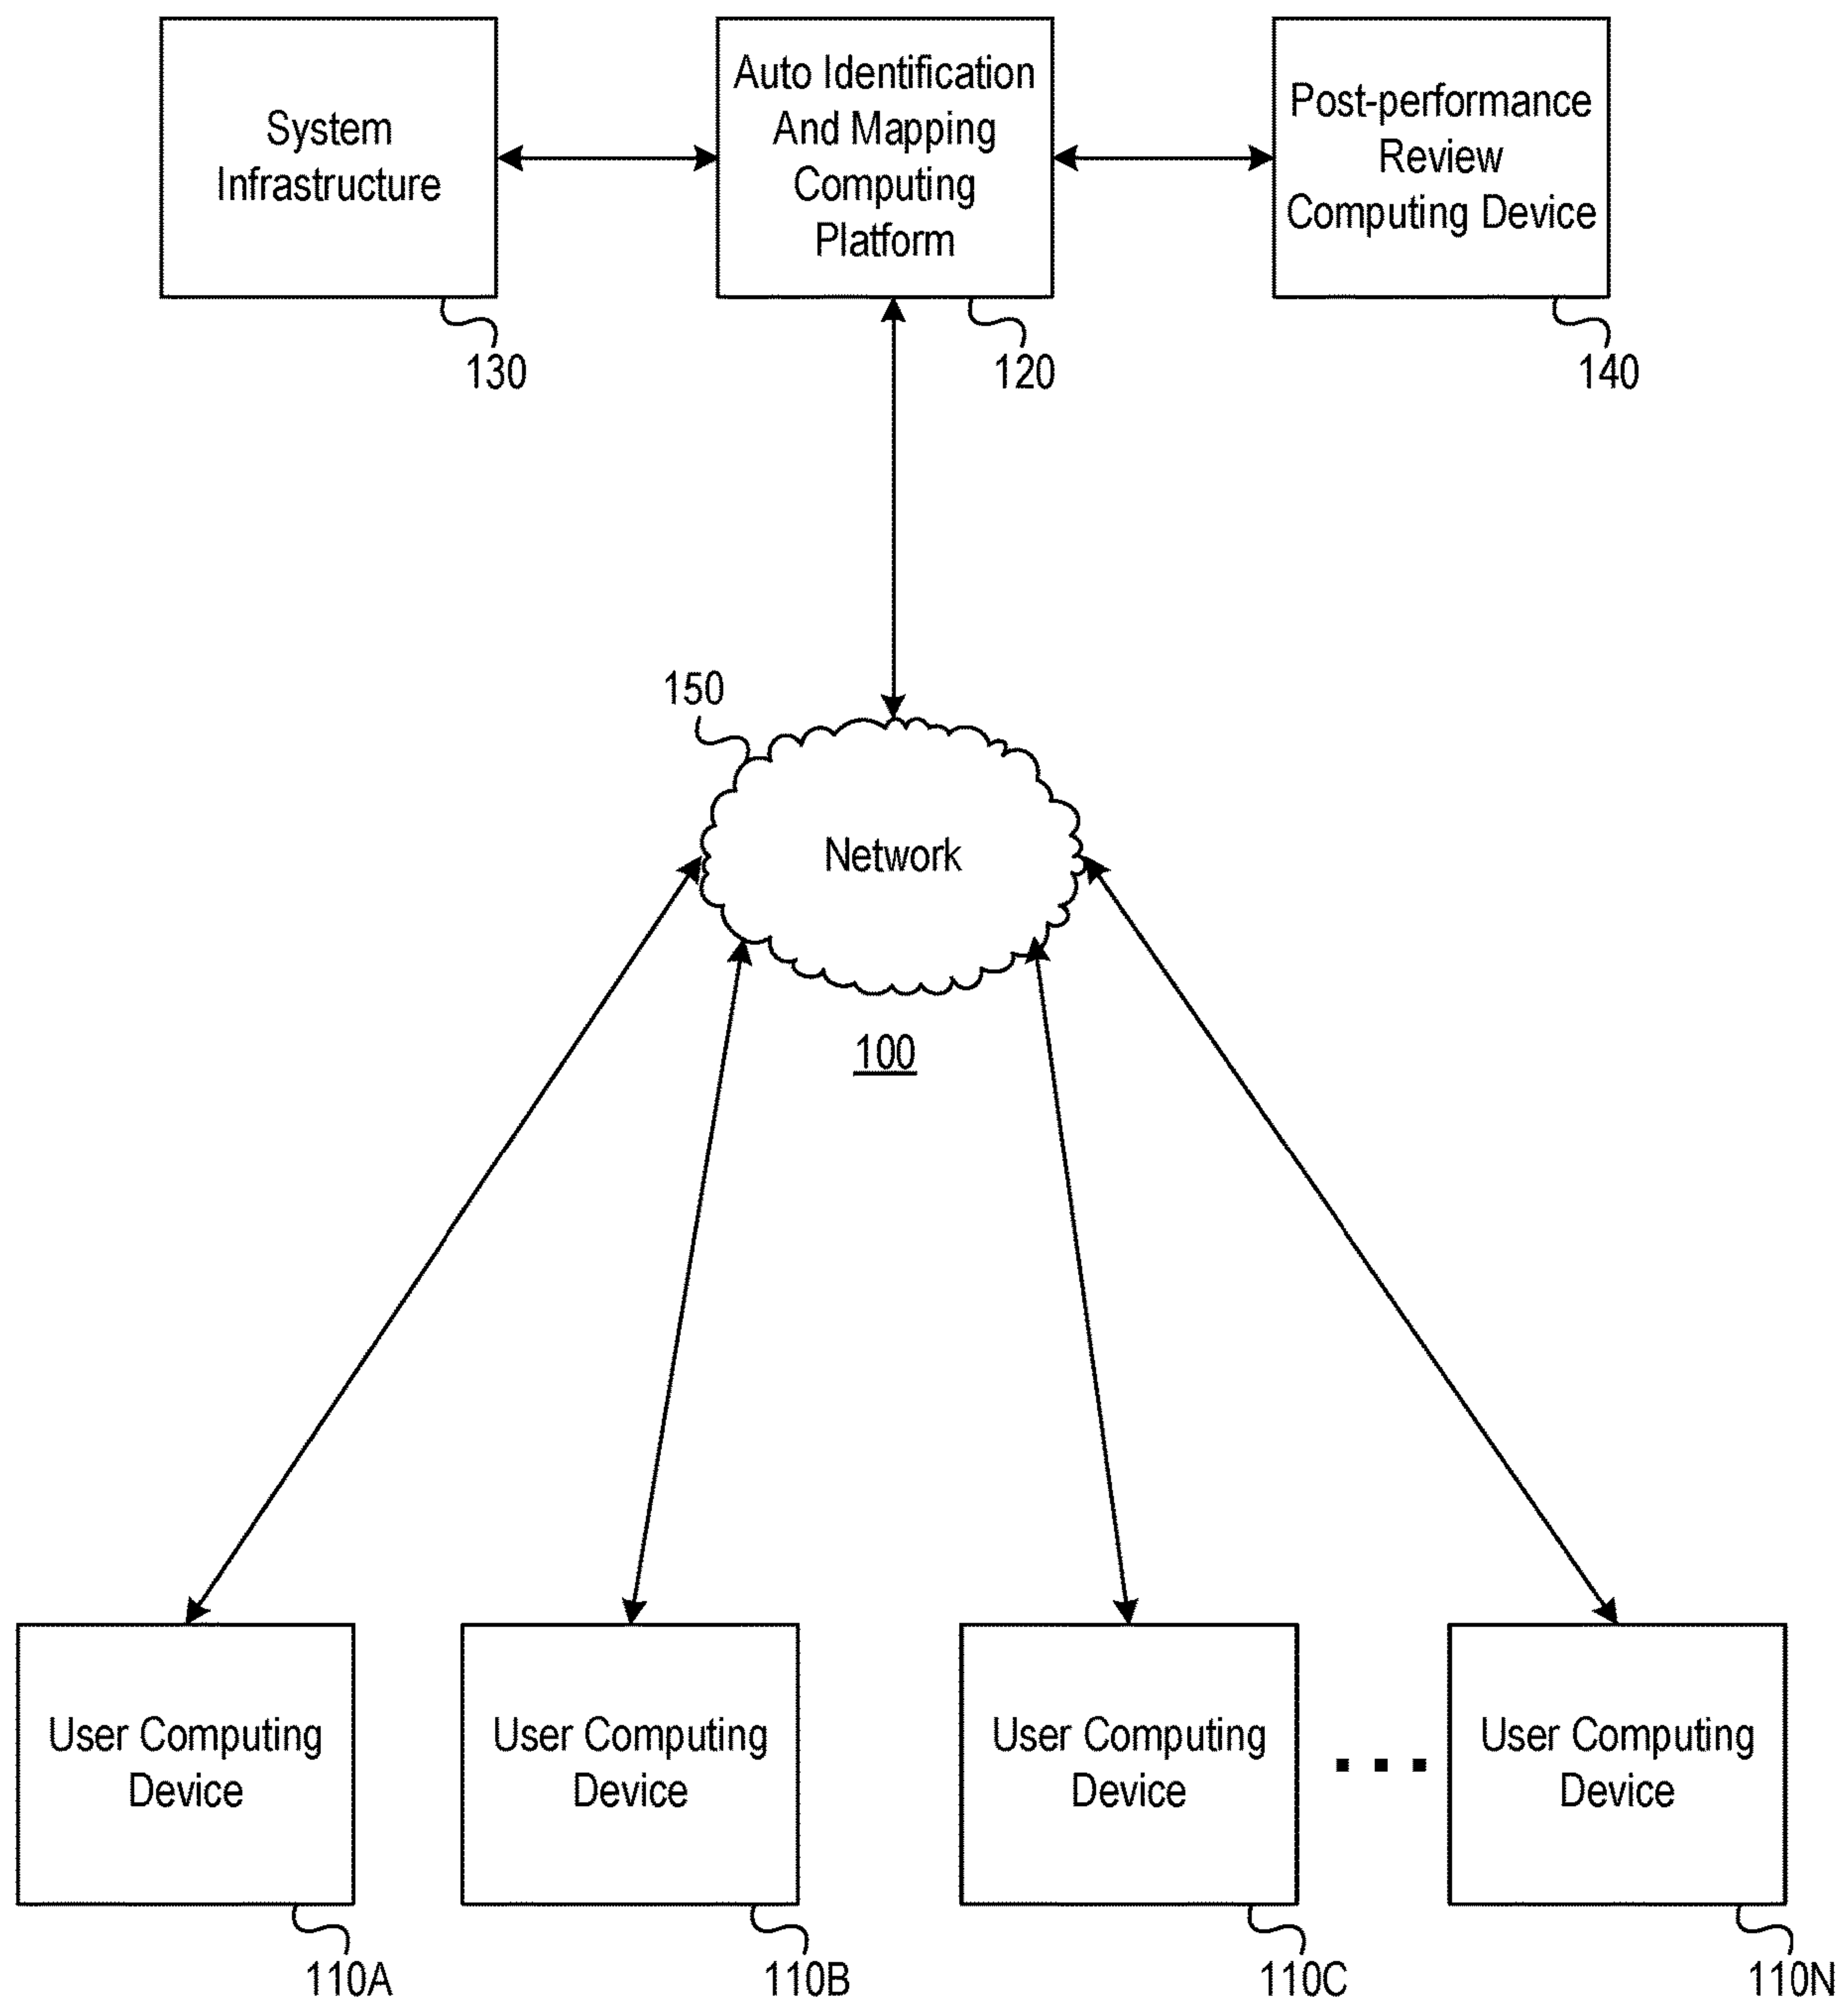 System
Infrastructure
130
Auto Identification
And Mapping
Computing
Platform
120
Post-performance
Review
Computing Device
140
150
Network
100
User Computing
Device
110A
User Computing
Device
110B
User Computing
Device
110C
...
User Computing
Device
110N